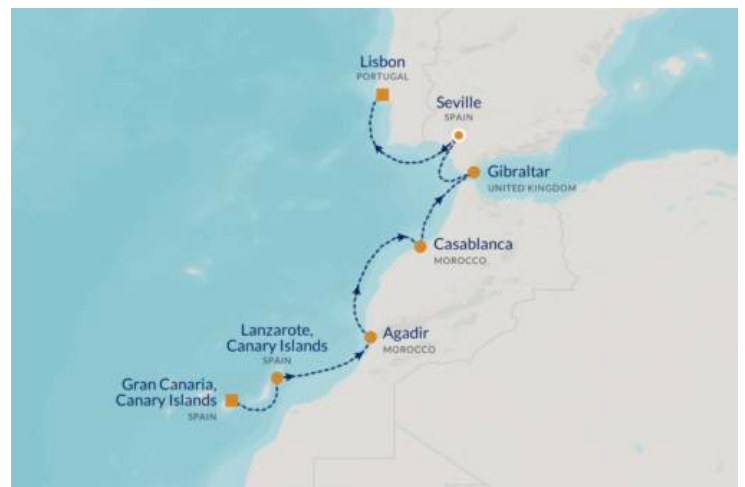 Lisbon
PORTUGAL
Seville
SPAIN
Gibraltar
UNITED KINGDOM
Casablanca
MOROCCO
Agadir
MOROCCO
Lanzarote,
Canary Islands
SPAIN
Gran Canaria,
Canary Islands
SPAIN